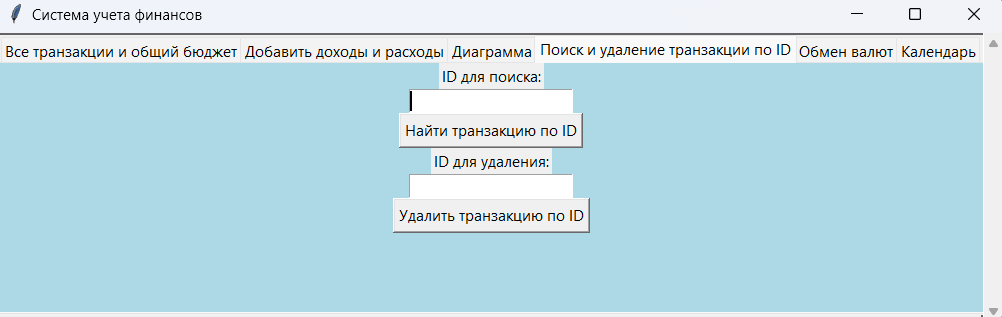 Система учета финансов
Все транзакции и общий бюджет Добавить доходы и расходы Диаграмма Поиск и удаление транзакции по ID Обмен валют Календарь
ID для поиска:
Найти транзакцию по ID
ID для удаления:
Удалить транзакцию по ID